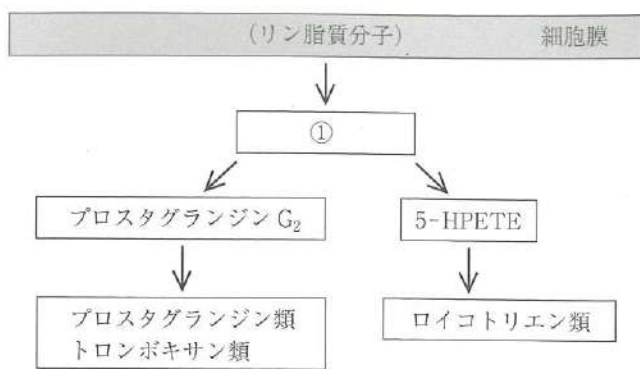 (リン脂質分子) 細胞膜
①
プロスタグランジン G₂
5-HPETE
プロスタグランジン類
トロンボキサン類
ロイコトリエン類